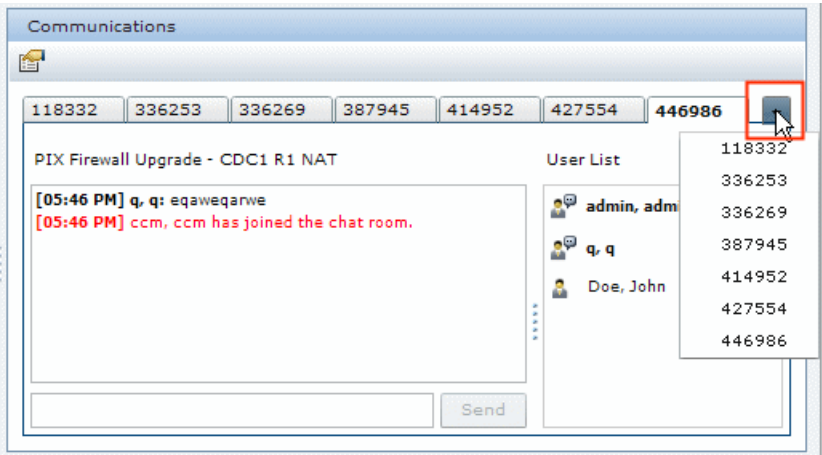 Communications
118332 336253 336269 387945 414952 427554 446986
PIX Firewall Upgrade - CDC1 R1 NAT
[05:46 PM] q, q: eqaweqarwe
[05:46 PM] ccm, ccm has joined the chat room.
Send
User List
admin, adm
q, q
Doe, John
118332
336253
336269
387945
414952
427554
446986